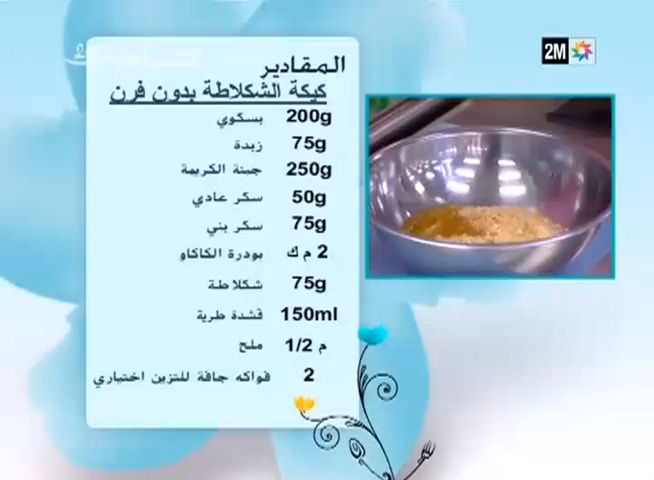 2M
المقادير
كيكة الشكلاطة بدون فرن
200g بسكوي
75g زبدة
250g جبنة الكريمة
50g سكر عادي
75g سكر بني
2 م ك بودرة الكاكاو
75g شكلاطة
150ml قشدة طرية
1/2 م ملح
2 فواكه جافة للتزين اختياري